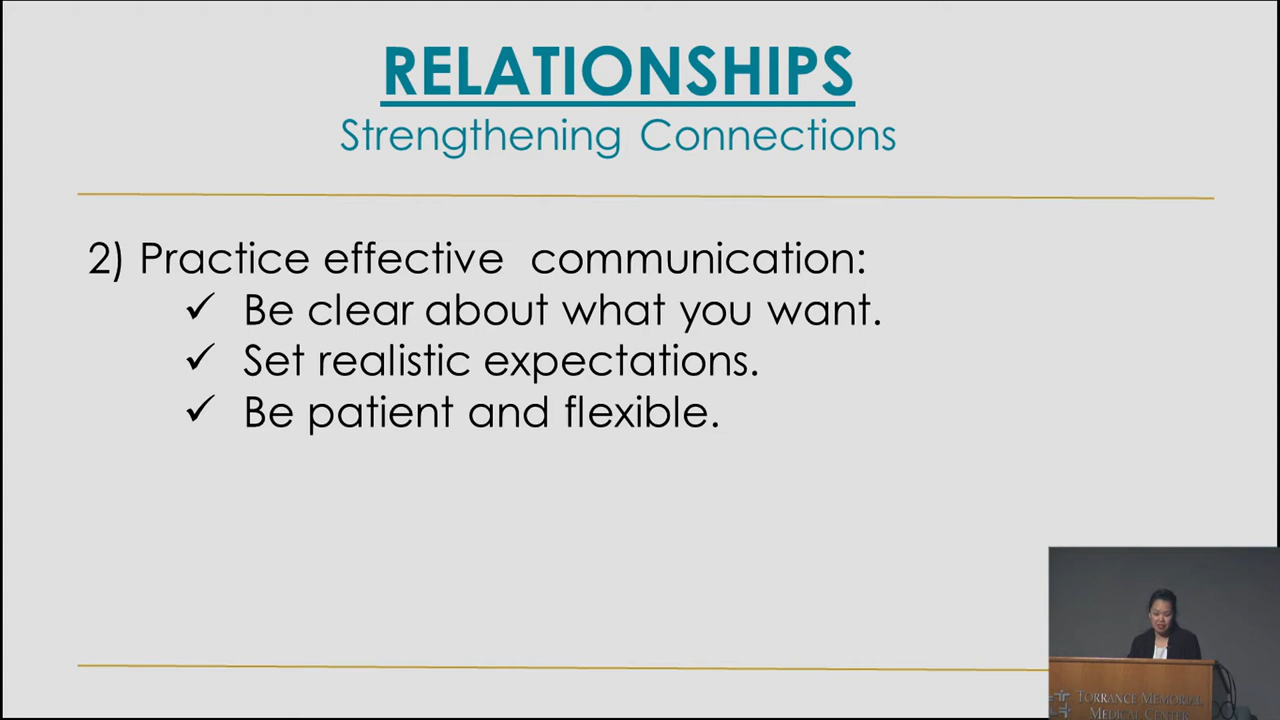 RELATIONSHIPS
Strengthening Connections
2) Practice effective communication:
✓ Be clear about what you want.
✓ Set realistic expectations.
✓ Be patient and flexible.
TORRANCE MEMORIAL
MEDICAL CENTER